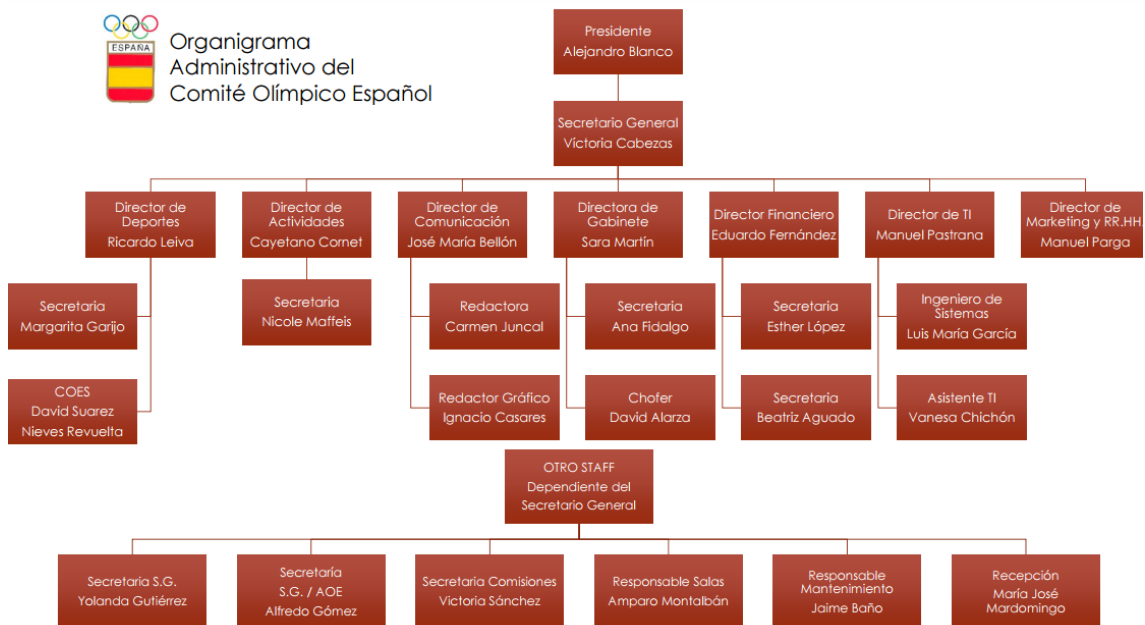 ESPAÑA
Organigrama
Administrativo del
Comité Olímpico Español
Presidente
Alejandro Blanco
Secretario General
Victoria Cabezas
Director de
Deportes
Ricardo Leiva
Director de
Actividades
Cayetano Cornet
Director de
Comunicación
José María Bellón
Directora de
Gabinete
Sara Martín
Director Financiero
Eduardo Fernández
Director de TI
Manuel Pastrana
Director de
Marketing y RR.HH.
Manuel Parga
Secretaria
Margarita Garijo
Secretaria
Nicole Maffeis
Redactora
Carmen Juncal
Secretaria
Ana Fidalgo
Secretaria
Esther López
Ingeniero de
Sistemas
Luis María García
COES
David Suarez
Nieves Revuelta
Redactor Gráfico
Ignacio Casares
Chofer
David Alarza
Secretaria
Beatriz Aguado
Asistente TI
Vanesa Chichón
OTRO STAFF
Dependiente del
Secretario General
Secretaria S.G.
Yolanda Gutiérrez
Secretaría
S.G. / AOE
Alfredo Gómez
Secretaria Comisiones
Victoria Sánchez
Responsable Salas
Amparo Montalbán
Responsable
Mantenimiento
Jaime Baño
Recepción
María José
Mardomingo